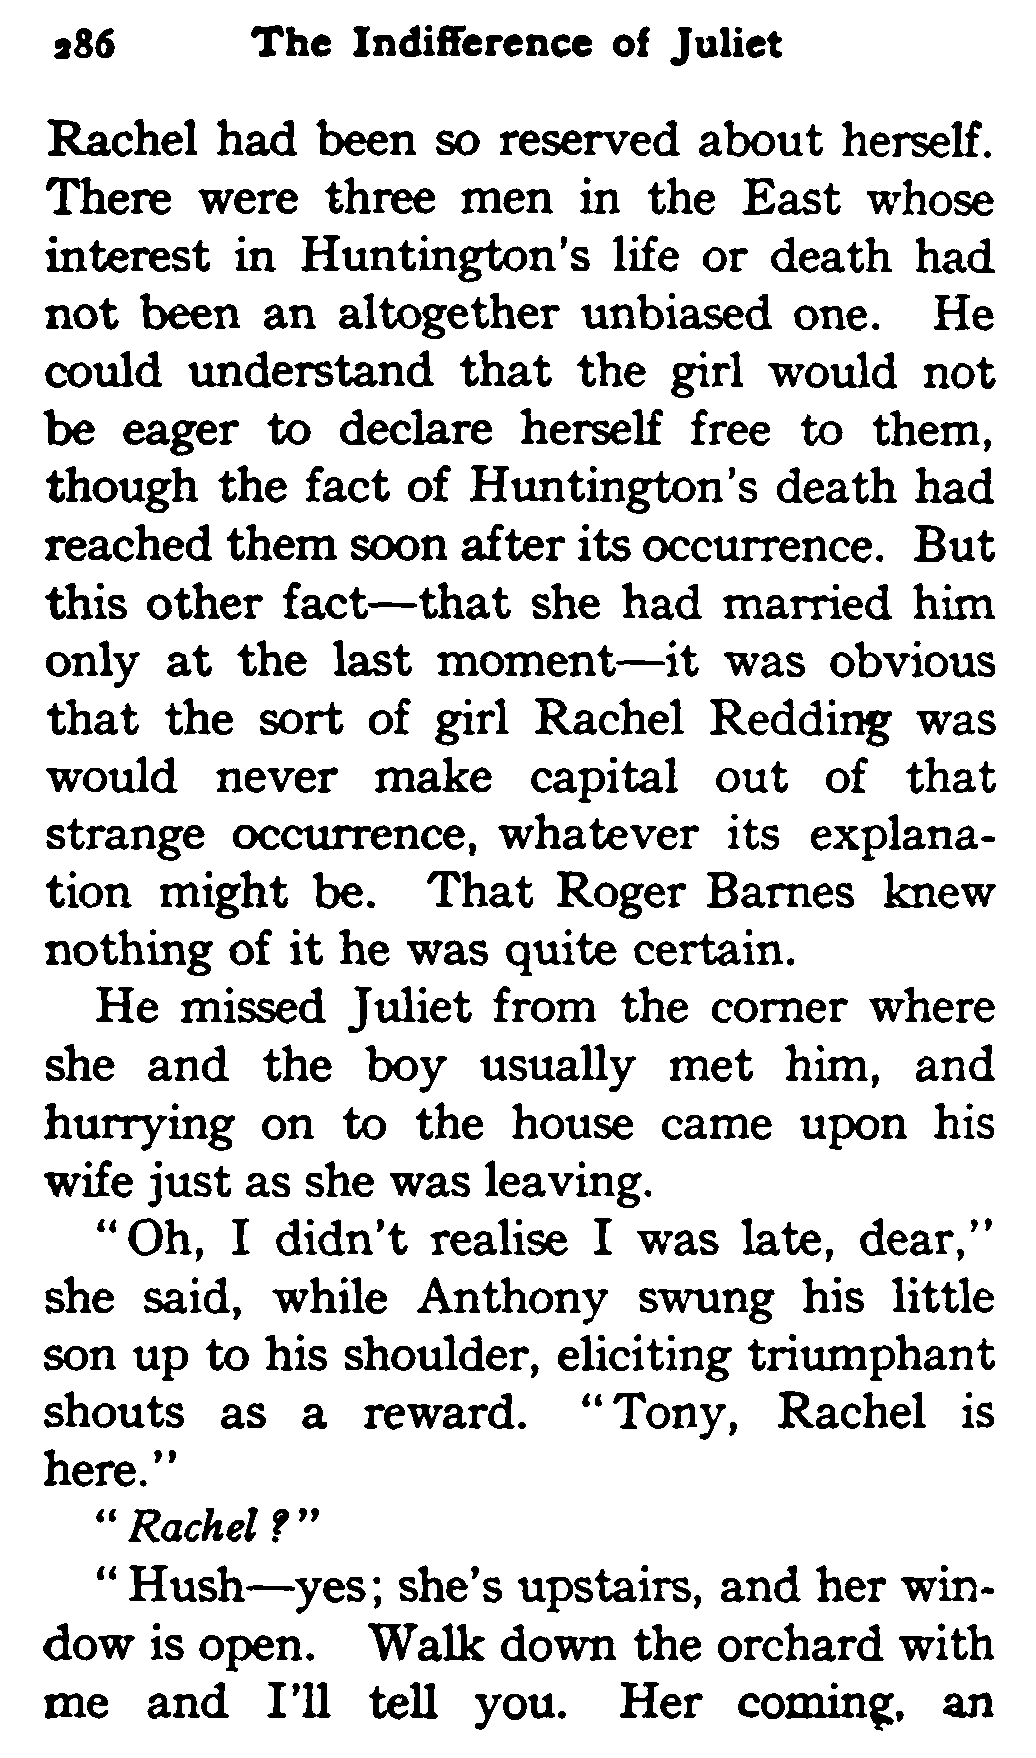 286 The Indifference of Juliet
Rachel had been so reserved about herself.
There were three men in the East whose
interest in Huntington's life or death had
not been an altogether unbiased one. He
could understand that the girl would not
be eager to declare herself free to them,
though the fact of Huntington's death had
reached them soon after its occurrence. But
this other fact—that she had married him
only at the last moment—it was obvious
that the sort of girl Rachel Redding was
would never make capital out of that
strange occurrence, whatever its explana-
tion might be. That Roger Barnes knew
nothing of it he was quite certain.
He missed Juliet from the corner where
she and the boy usually met him, and
hurrying on to the house came upon his
wife just as she was leaving.
"Oh, I didn't realise I was late, dear,"
she said, while Anthony swung his little
son up to his shoulder, eliciting triumphant
shouts as a reward. "Tony, Rachel is
here."
"Rachel?"
"Hush—yes; she's upstairs, and her win-
dow is open. Walk down the orchard with
me and I'll tell you. Her coming, an